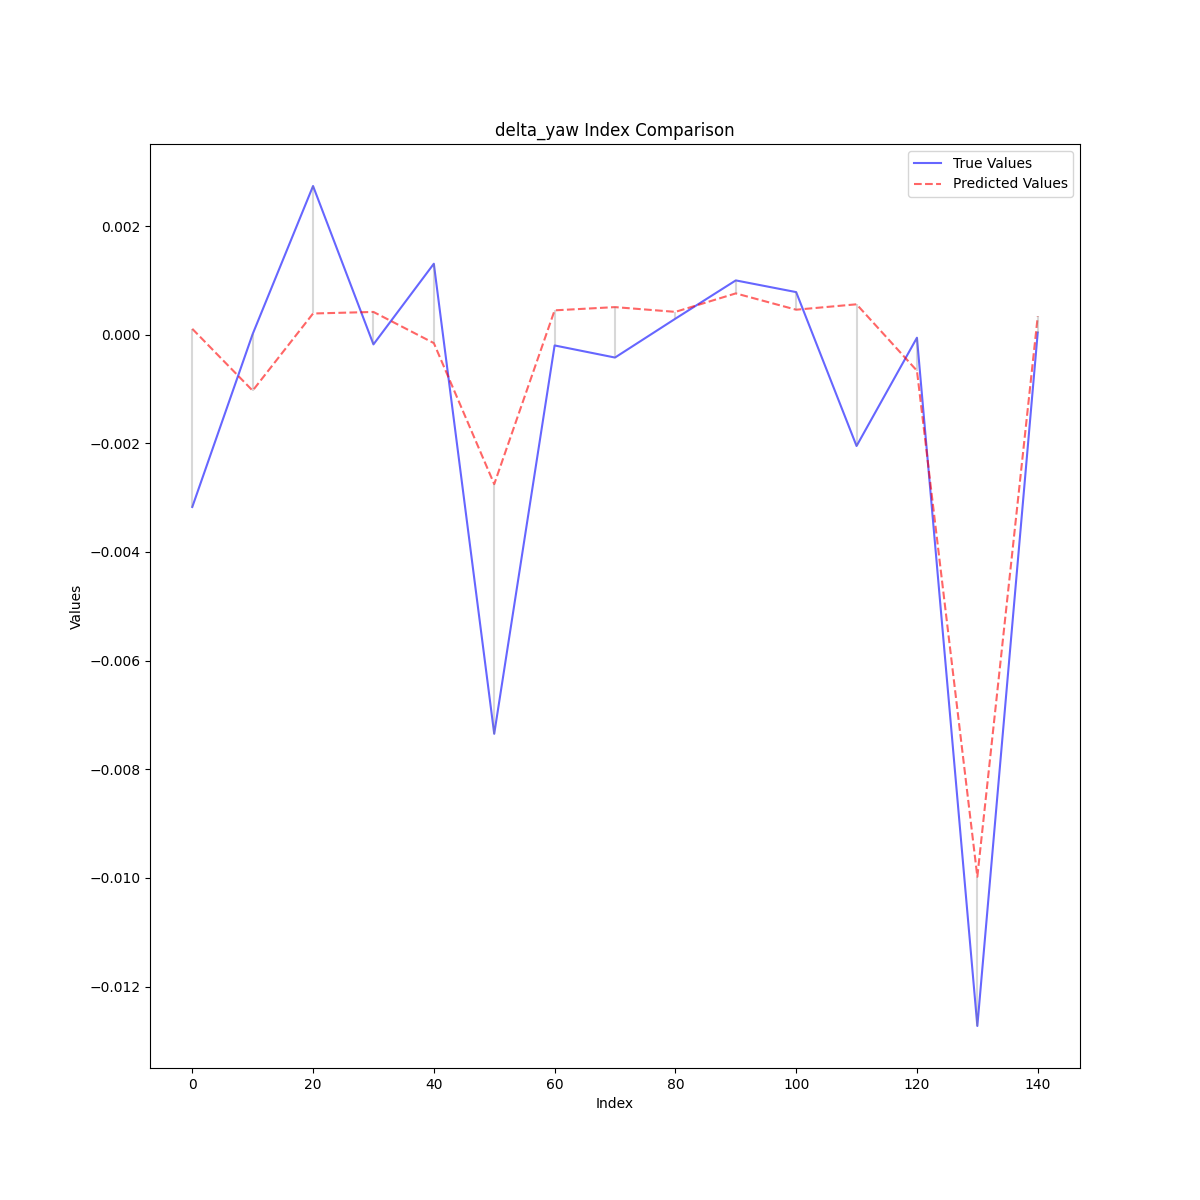 delta_yaw Index Comparison
True Values
Predicted Values
0.002
0.000
−0.002
−0.004
−0.006
−0.008
−0.010
−0.012
Values
0 20 40 60 80 100 120 140
Index